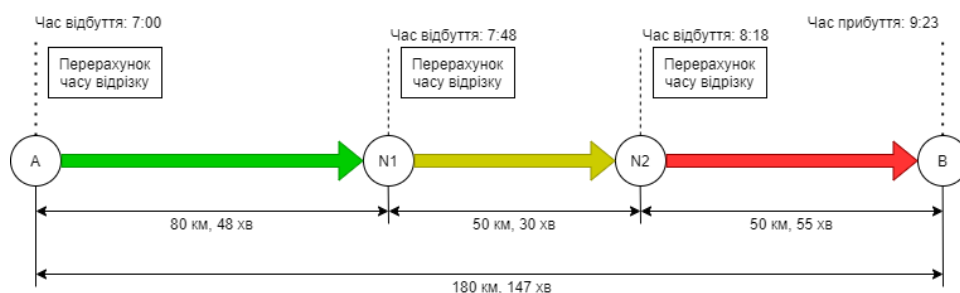 Час відбуття: 7:00
Час прибуття: 9:23
Час відбуття: 7:48
Час відбуття: 8:18
Перерахунок
часу відрізку
Перерахунок
часу відрізку
Перерахунок
часу відрізку
A
N1
N2
B
80 км, 48 хв
50 км, 30 хв
50 км, 55 хв
180 км, 147 хв